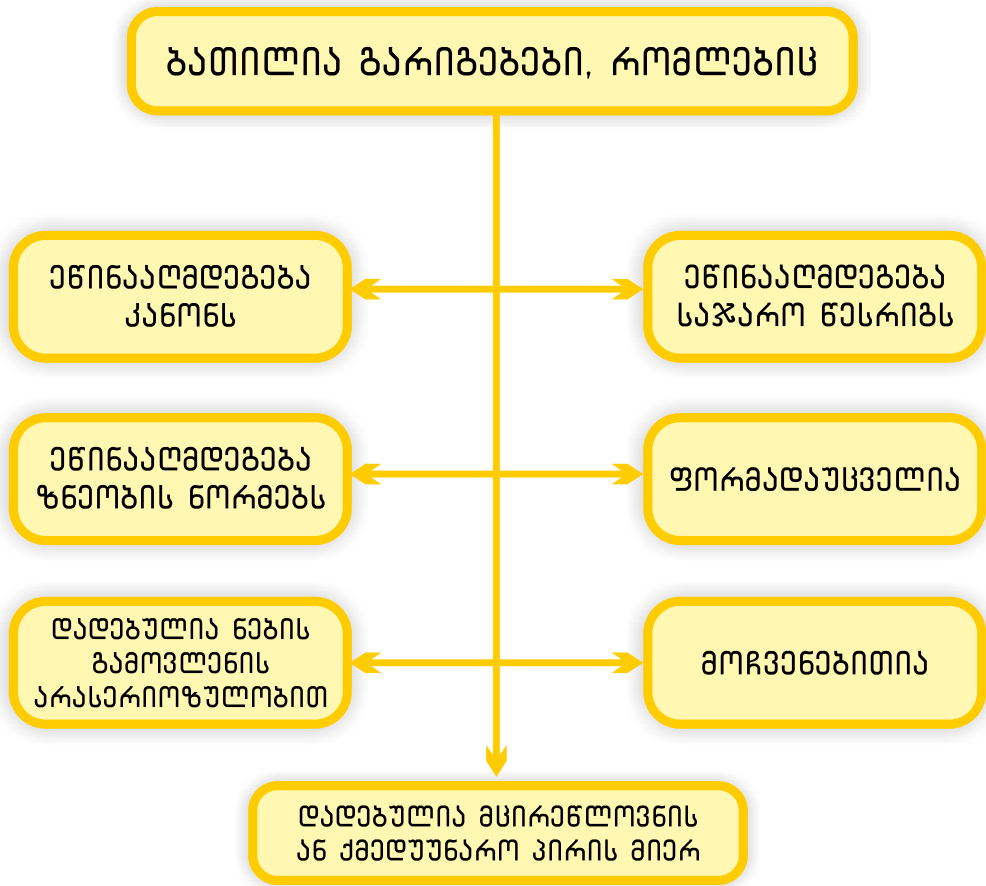 ბათილია გარიგებები, რომლებიც
ეწინააღმდეგება
კანონს
ეწინააღმდეგება
საჯარო წესრიგს
ეწინააღმდეგება
ზნეობის ნორმებს
ფორმადაუცველია
დადებულია ნების
გამოვლენის
არასერიოზულობით
მოჩვენებითია
დადებულია მცირეწლოვნის
ან ქმედუუნარო პირის მიერ